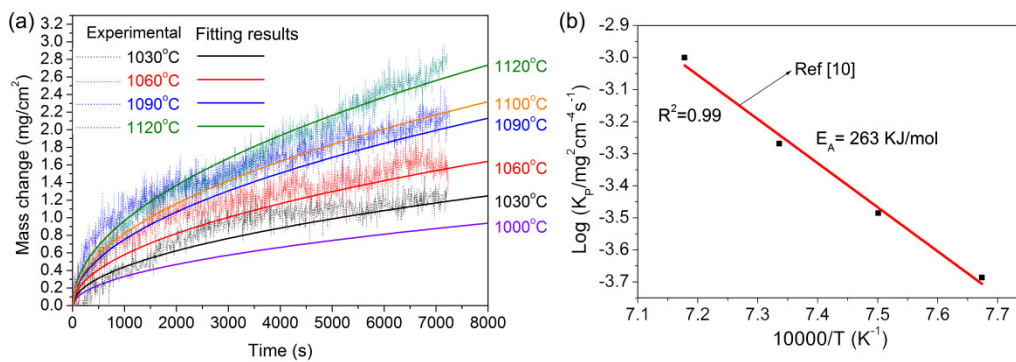 (a)
Experimental Fitting results
1030°C
1060°C
1090°C
1120°C
3.2
3.0
2.8
2.6
2.4
2.2
2.0
1.8
1.6
1.4
1.2
1.0
0.8
0.6
0.4
0.2
0.0
Mass change (mg/cm²)
0 1000 2000 3000 4000 5000 6000 7000 8000
Time (s)
1120°C
1100°C
1090°C
1060°C
1030°C
1000°C
(b)
-2.9
-3.0
-3.1
-3.2
-3.3
-3.4
-3.5
-3.6
-3.7
Log (K_P/mg² cm⁻⁴ s⁻¹)
Ref [10]
R²=0.99
E_A= 263 KJ/mol
7.1 7.2 7.3 7.4 7.5 7.6 7.7
10000/T (K⁻¹)